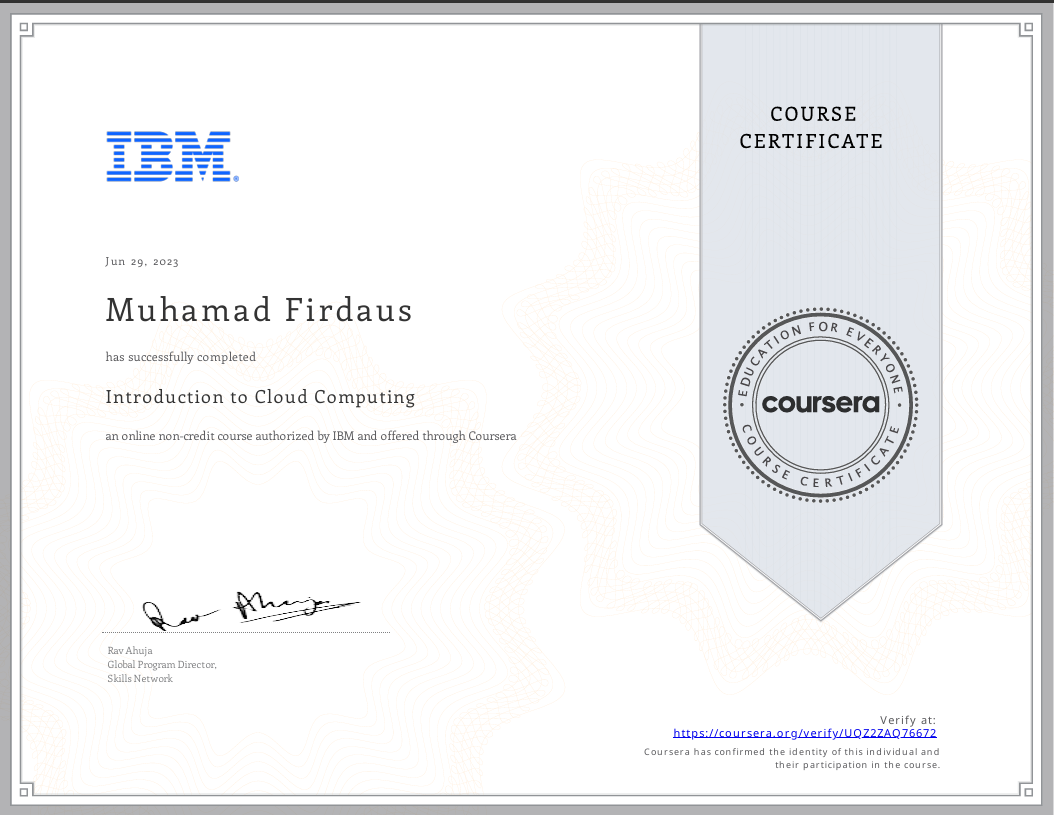 IBM
®
Jun 29, 2023
Muhamad Firdaus
has successfully completed
Introduction to Cloud Computing
an online non-credit course authorized by IBM and offered through Coursera
COURSE
CERTIFICATE
EDUCATION FOR EVERYONE
coursera
COURSE CERTIFICATE
Rav Ahuja
Rav Ahuja
Global Program Director,
Skills Network
Verify at:
https://coursera.org/verify/UQZ2ZAQ76672
Coursera has confirmed the identity of this individual and
their participation in the course.